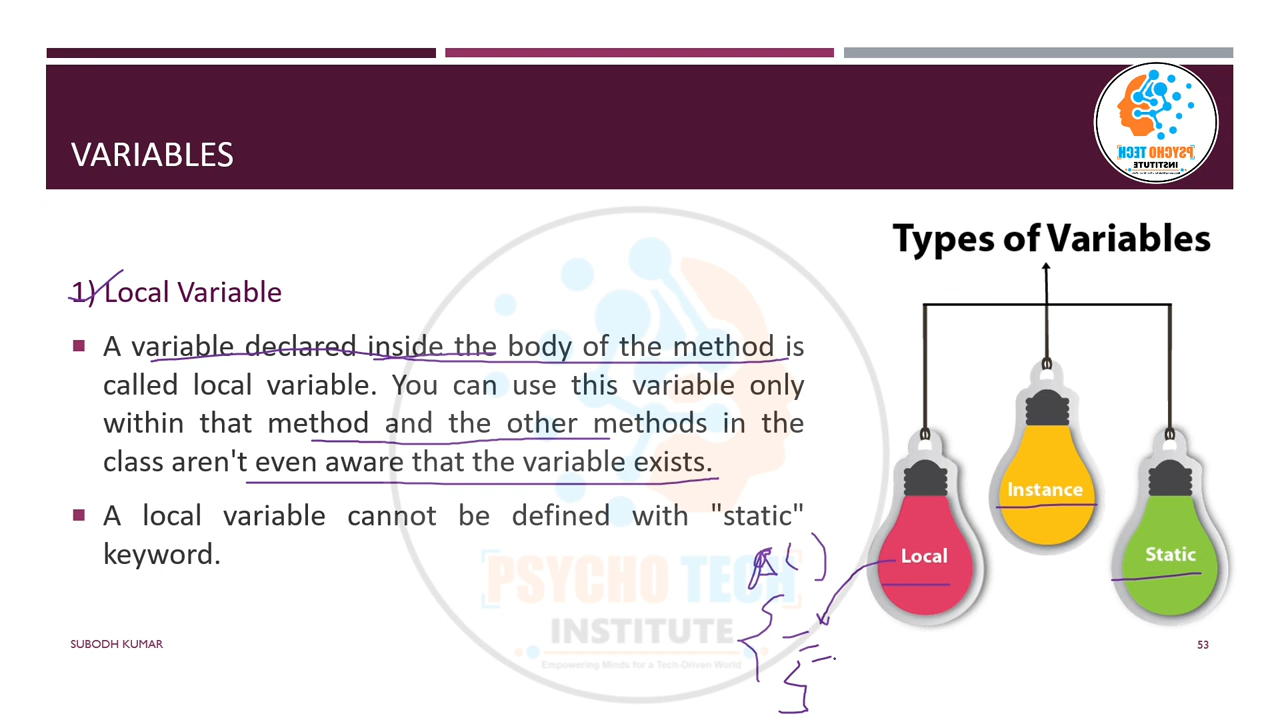 VARIABLES
PSYCHO TECH
INSTITUTE
Types of Variables
1) Local Variable
A variable declared inside the body of the method is
called local variable. You can use this variable only
within that method and the other methods in the
class aren't even aware that the variable exists.
A local variable cannot be defined with "static"
keyword.
Instance
Local
Static
A()
{
PSYCHO TECH
INSTITUTE
Empowering Minds for a Tech-Driven World
SUBODH KUMAR
53